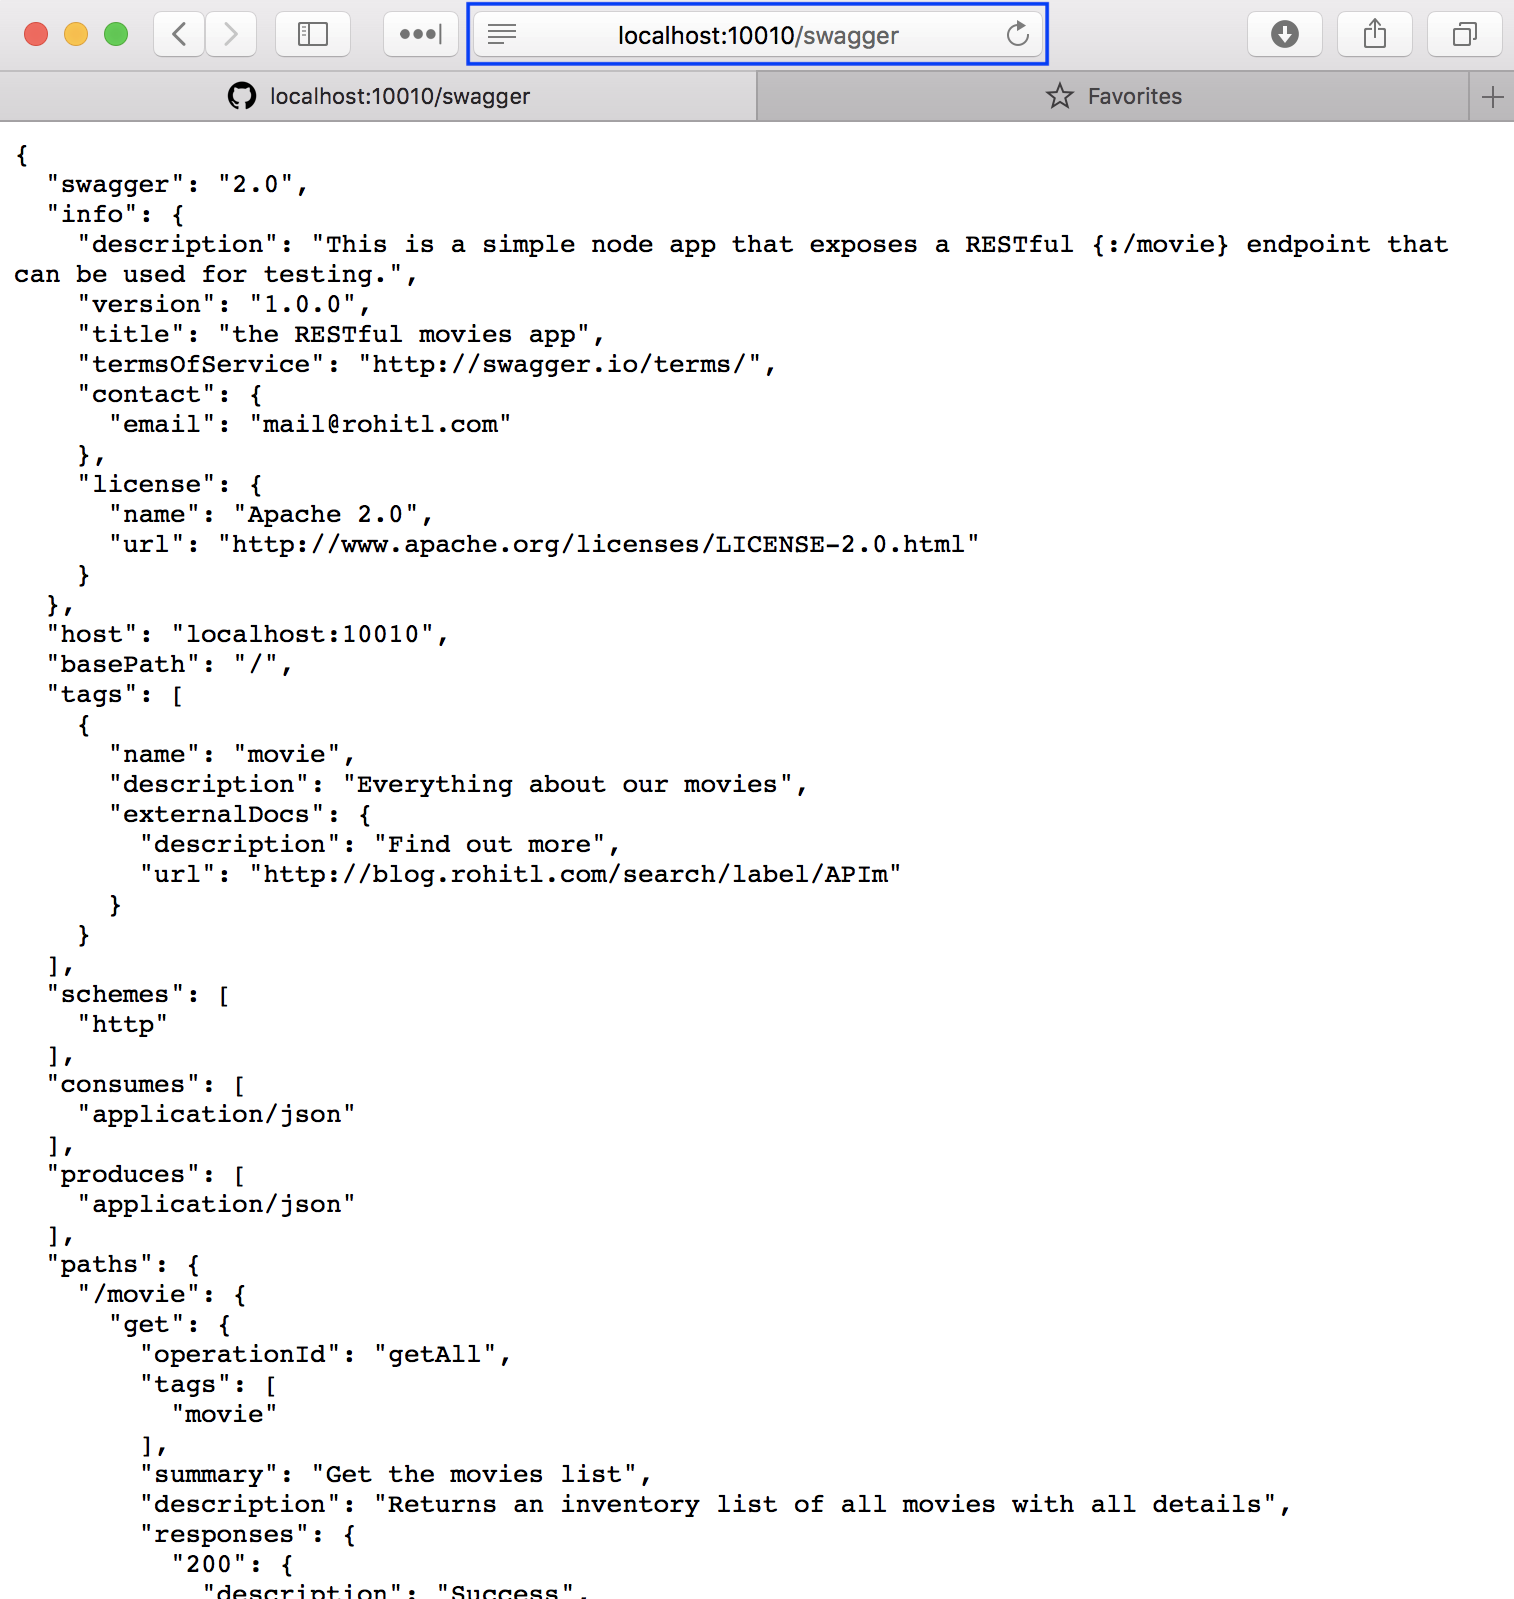 localhost:10010/swagger
localhost:10010/swagger
Favorites
{
  "swagger": "2.0",
  "info": {
    "description": "This is a simple node app that exposes a RESTful {:/movie} endpoint that
can be used for testing.",
    "version": "1.0.0",
    "title": "the RESTful movies app",
    "termsOfService": "http://swagger.io/terms/",
    "contact": {
      "email": "mail@rohitl.com"
    },
    "license": {
      "name": "Apache 2.0",
      "url": "http://www.apache.org/licenses/LICENSE-2.0.html"
    }
  },
  "host": "localhost:10010",
  "basePath": "/",
  "tags": [
    {
      "name": "movie",
      "description": "Everything about our movies",
      "externalDocs": {
        "description": "Find out more",
        "url": "http://blog.rohitl.com/search/label/APIm"
      }
    }
  ],
  "schemes": [
    "http"
  ],
  "consumes": [
    "application/json"
  ],
  "produces": [
    "application/json"
  ],
  "paths": {
    "/movie": {
      "get": {
        "operationId": "getAll",
        "tags": [
          "movie"
        ],
        "summary": "Get the movies list",
        "description": "Returns an inventory list of all movies with all details",
        "responses": {
          "200": {
            "description": "Success",